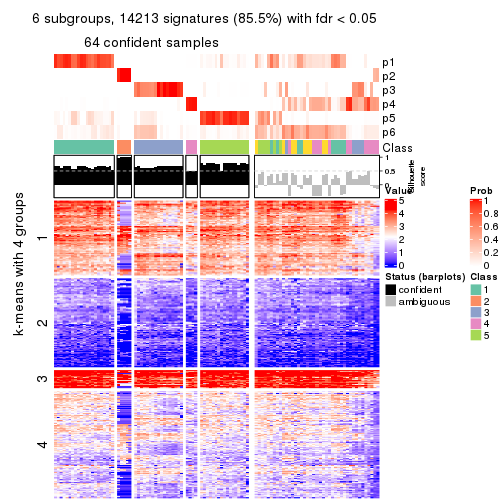 6 subgroups, 14213 signatures (85.5%) with fdr < 0.05
64 confident samples
p1
p2
p3
p4
p5
p6
Class
1
0.5
0
Silhouette
score
k-means with 4 groups
1
2
3
4
Value
5
4
3
2
1
0
Prob
1
0.8
0.6
0.4
0.2
0
Status (barplots)
confident
ambiguous
Class
1
2
3
4
5